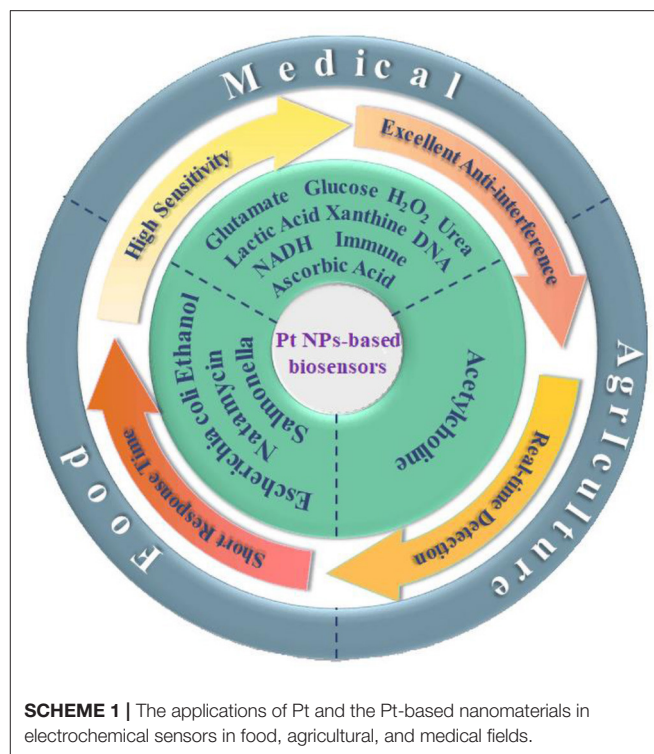 Medical
High Sensitivity
Excellent Anti-interference
Glutamate Glucose H₂O₂ Urea
Lactic Acid Xanthine DNA
NADH Immune
Ascorbic Acid
Pt NPs-based
biosensors
Acetylcholine
Escherichia coli Ethanol
Natamycin
Salmonella
AgrIculture
Real-time Detection
Food
Short Response Time
SCHEME 1 | The applications of Pt and the Pt-based nanomaterials in
electrochemical sensors in food, agricultural, and medical fields.